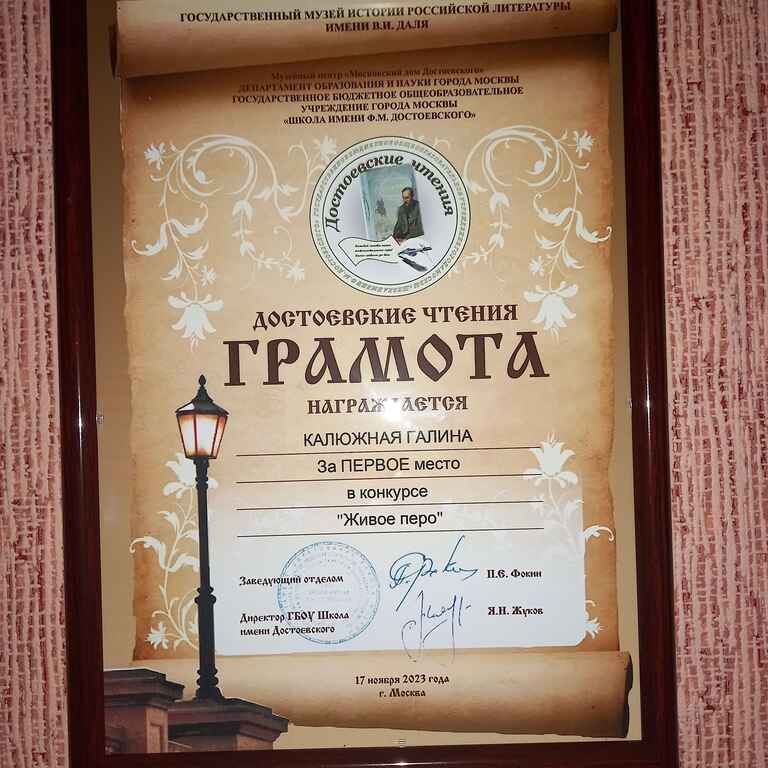 ГОСУДАРСТВЕННЫЙ МУЗЕЙ ИСТОРИИ РОССИЙСКОЙ ЛИТЕРАТУРЫ
ИМЕНИ В.И. ДАЛЯ
Музейный центр «Московский дом Достоевского»
ДЕПАРТАМЕНТ ОБРАЗОВАНИЯ И НАУКИ ГОРОДА МОСКВЫ
ГОСУДАРСТВЕННОЕ БЮДЖЕТНОЕ ОБЩЕОБРАЗОВАТЕЛЬНОЕ
УЧРЕЖДЕНИЕ ГОРОДА МОСКВЫ
«ШКОЛА ИМЕНИ Ф.М. ДОСТОЕВСКОГО»
Достоевские чтения
ДОСТОЕВСКИЕ ЧТЕНИЯ
ГРАМОТА
НАГРАЖДАЕТСЯ
КАЛЮЖНАЯ ГАЛИНА
За ПЕРВОЕ место
в конкурсе
"Живое перо"
Заведующий отделом
П.Е. Фокин
Директор ГБОУ Школа
имени Достоевского
Я.Н. Жуков
17 ноября 2023 года
г. Москва